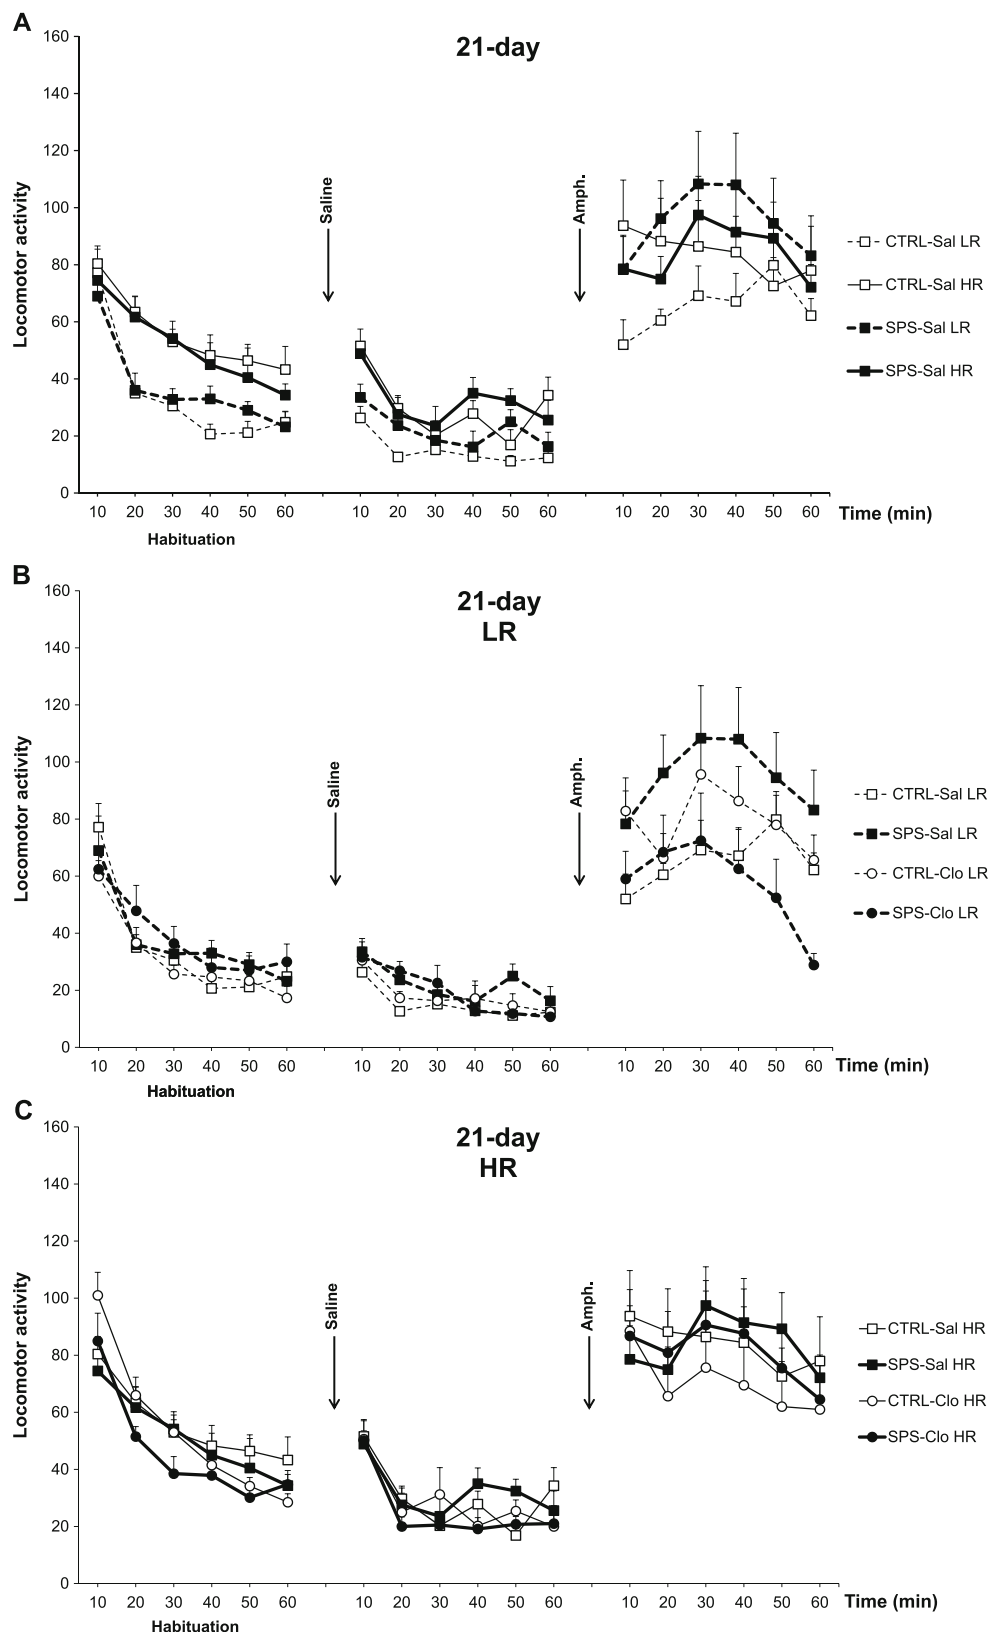 A
21-day
160
140
120
100
80
60
40
20
0
Locomotor activity
Saline
Amph.
CTRL-Sal LR
CTRL-Sal HR
SPS-Sal LR
SPS-Sal HR
10 20 30 40 50 60 10 20 30 40 50 60 10 20 30 40 50 60
Time (min)
Habituation
B
21-day
LR
160
140
120
100
80
60
40
20
0
Locomotor activity
Saline
Amph.
CTRL-Sal LR
SPS-Sal LR
CTRL-Clo LR
SPS-Clo LR
10 20 30 40 50 60 10 20 30 40 50 60 10 20 30 40 50 60
Time (min)
Habituation
C
21-day
HR
160
140
120
100
80
60
40
20
0
Locomotor activity
Saline
Amph.
CTRL-Sal HR
SPS-Sal HR
CTRL-Clo HR
SPS-Clo HR
10 20 30 40 50 60 10 20 30 40 50 60 10 20 30 40 50 60
Time (min)
Habituation